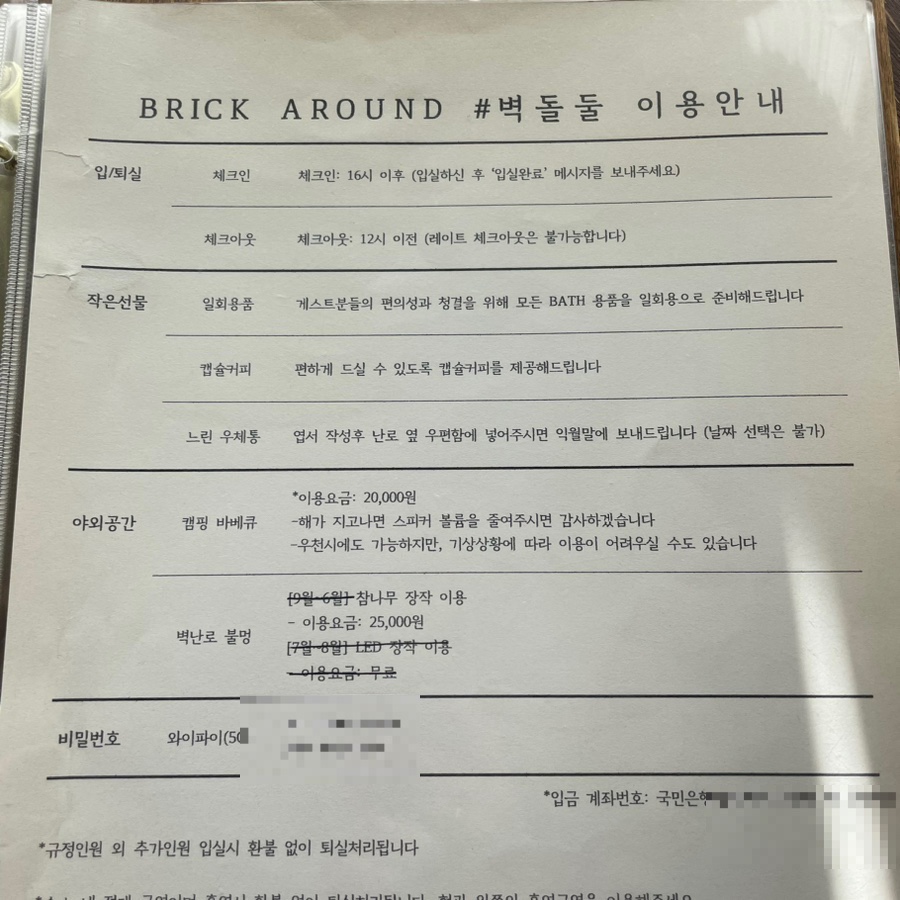 BRICK AROUND #벽돌둘 이용안내
입/퇴실 체크인 체크인: 16시 이후 (입실하신 후 '입실완료' 메시지를 보내주세요)
체크아웃 체크아웃: 12시 이전 (레이트 체크아웃은 불가능합니다)
작은선물 일회용품 게스트분들의 편의성과 청결을 위해 모든 BATH 용품을 일회용으로 준비해드립니다
캡슐커피 편하게 드실 수 있도록 캡슐커피를 제공해드립니다
느린 우체통 엽서 작성후 난로 옆 우편함에 넣어주시면 익월말에 보내드립니다 (날짜 선택은 불가)
*이용요금: 20,000원
야외공간 캠핑 바베큐 -해가 지고나면 스피커 볼륨을 줄여주시면 감사하겠습니다
-우천시에도 가능하지만, 기상상황에 따라 이용이 어려우실 수도 있습니다
[9월-6월] 참나무 장작 이용
- 이용요금: 25,000원
벽난로 불멍
[7월-8월] LED 장작 이용
- 이용요금: 무료
비밀번호 와이파이(50
*입금 계좌번호: 국민은행
*규정인원 외 추가인원 입실시 환불 없이 퇴실처리됩니다